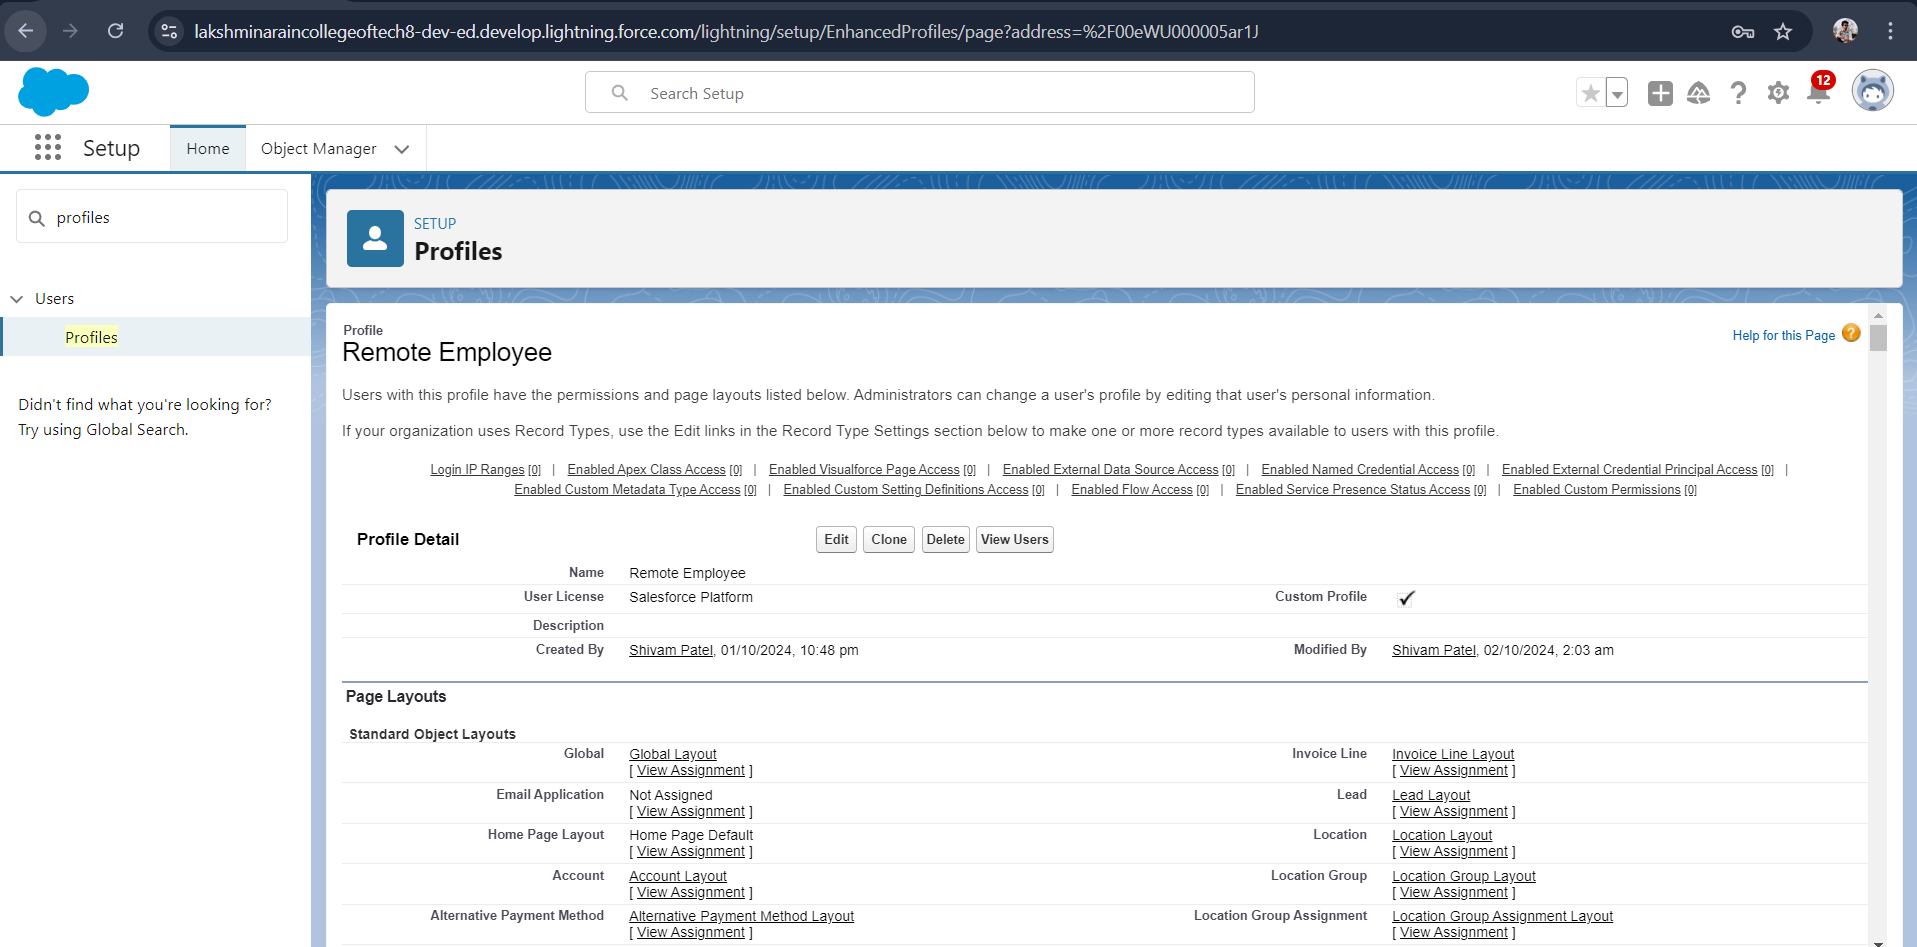 lakshminaraincollegeoftech8-dev-ed.develop.lightning.force.com/lightning/setup/EnhancedProfiles/page?address=%2F00eWU000005ar1J
Search Setup
12
Setup
Home
Object Manager
profiles
Users
Profiles
Didn't find what you're looking for?
Try using Global Search.
SETUP
Profiles
Profile
Remote Employee
Help for this Page ?
Users with this profile have the permissions and page layouts listed below. Administrators can change a user's profile by editing that user's personal information.
If your organization uses Record Types, use the Edit links in the Record Type Settings section below to make one or more record types available to users with this profile.
Login IP Ranges [0] | Enabled Apex Class Access [0] | Enabled Visualforce Page Access [0] | Enabled External Data Source Access [0] | Enabled Named Credential Access [0] | Enabled External Credential Principal Access [0] |
Enabled Custom Metadata Type Access [0] | Enabled Custom Setting Definitions Access [0] | Enabled Flow Access [0] | Enabled Service Presence Status Access [0] | Enabled Custom Permissions [0]
Profile Detail Edit Clone Delete View Users
Name Remote Employee
User License Salesforce Platform Custom Profile
Description
Created By Shivam Patel, 01/10/2024, 10:48 pm Modified By Shivam Patel, 02/10/2024, 2:03 am
Page Layouts
Standard Object Layouts
Global Global Layout Invoice Line Invoice Line Layout
[ View Assignment ] [ View Assignment ]
Email Application Not Assigned Lead Lead Layout
[ View Assignment ] [ View Assignment ]
Home Page Layout Home Page Default Location Location Layout
[ View Assignment ] [ View Assignment ]
Account Account Layout Location Group Location Group Layout
[ View Assignment ] [ View Assignment ]
Alternative Payment Method Alternative Payment Method Layout Location Group Assignment Location Group Assignment Layout
[ View Assignment ] [ View Assignment ]